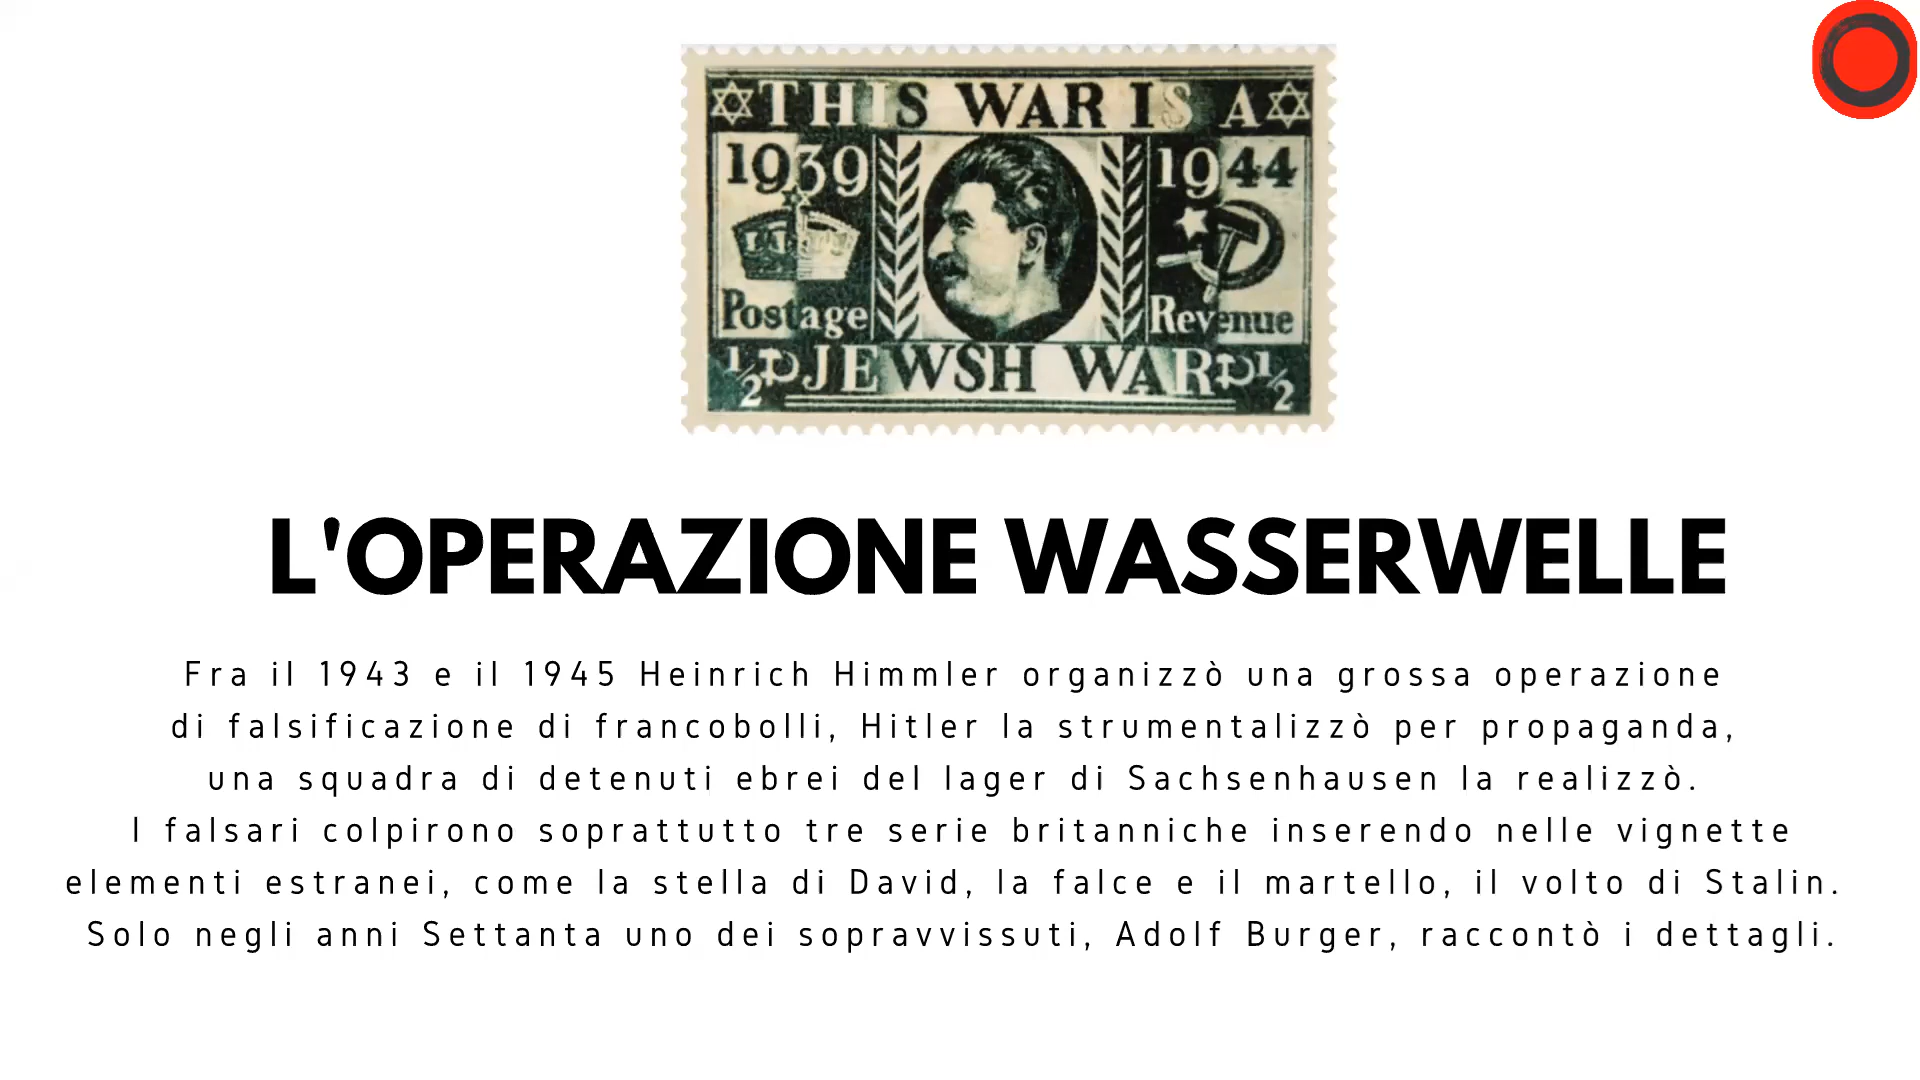 THIS WAR IS A
1939 1944
Postage Revenue
½ JEWSH WAR ½
L'OPERAZIONE WASSERWELLE
Fra il 1943 e il 1945 Heinrich Himmler organizzò una grossa operazione
di falsificazione di francobolli, Hitler la strumentalizzò per propaganda,
una squadra di detenuti ebrei del lager di Sachsenhausen la realizzò.
I falsari colpirono soprattutto tre serie britanniche inserendo nelle vignette
elementi estranei, come la stella di David, la falce e il martello, il volto di Stalin.
Solo negli anni Settanta uno dei sopravvissuti, Adolf Burger, raccontò i dettagli.